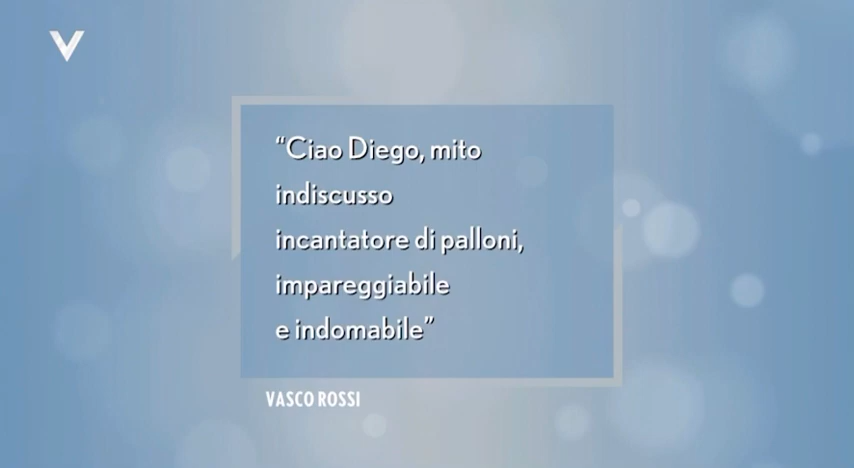 “Ciao Diego, mito
indiscusso
incantatore di palloni,
impareggiabile
e indomabile”
VASCO ROSSI